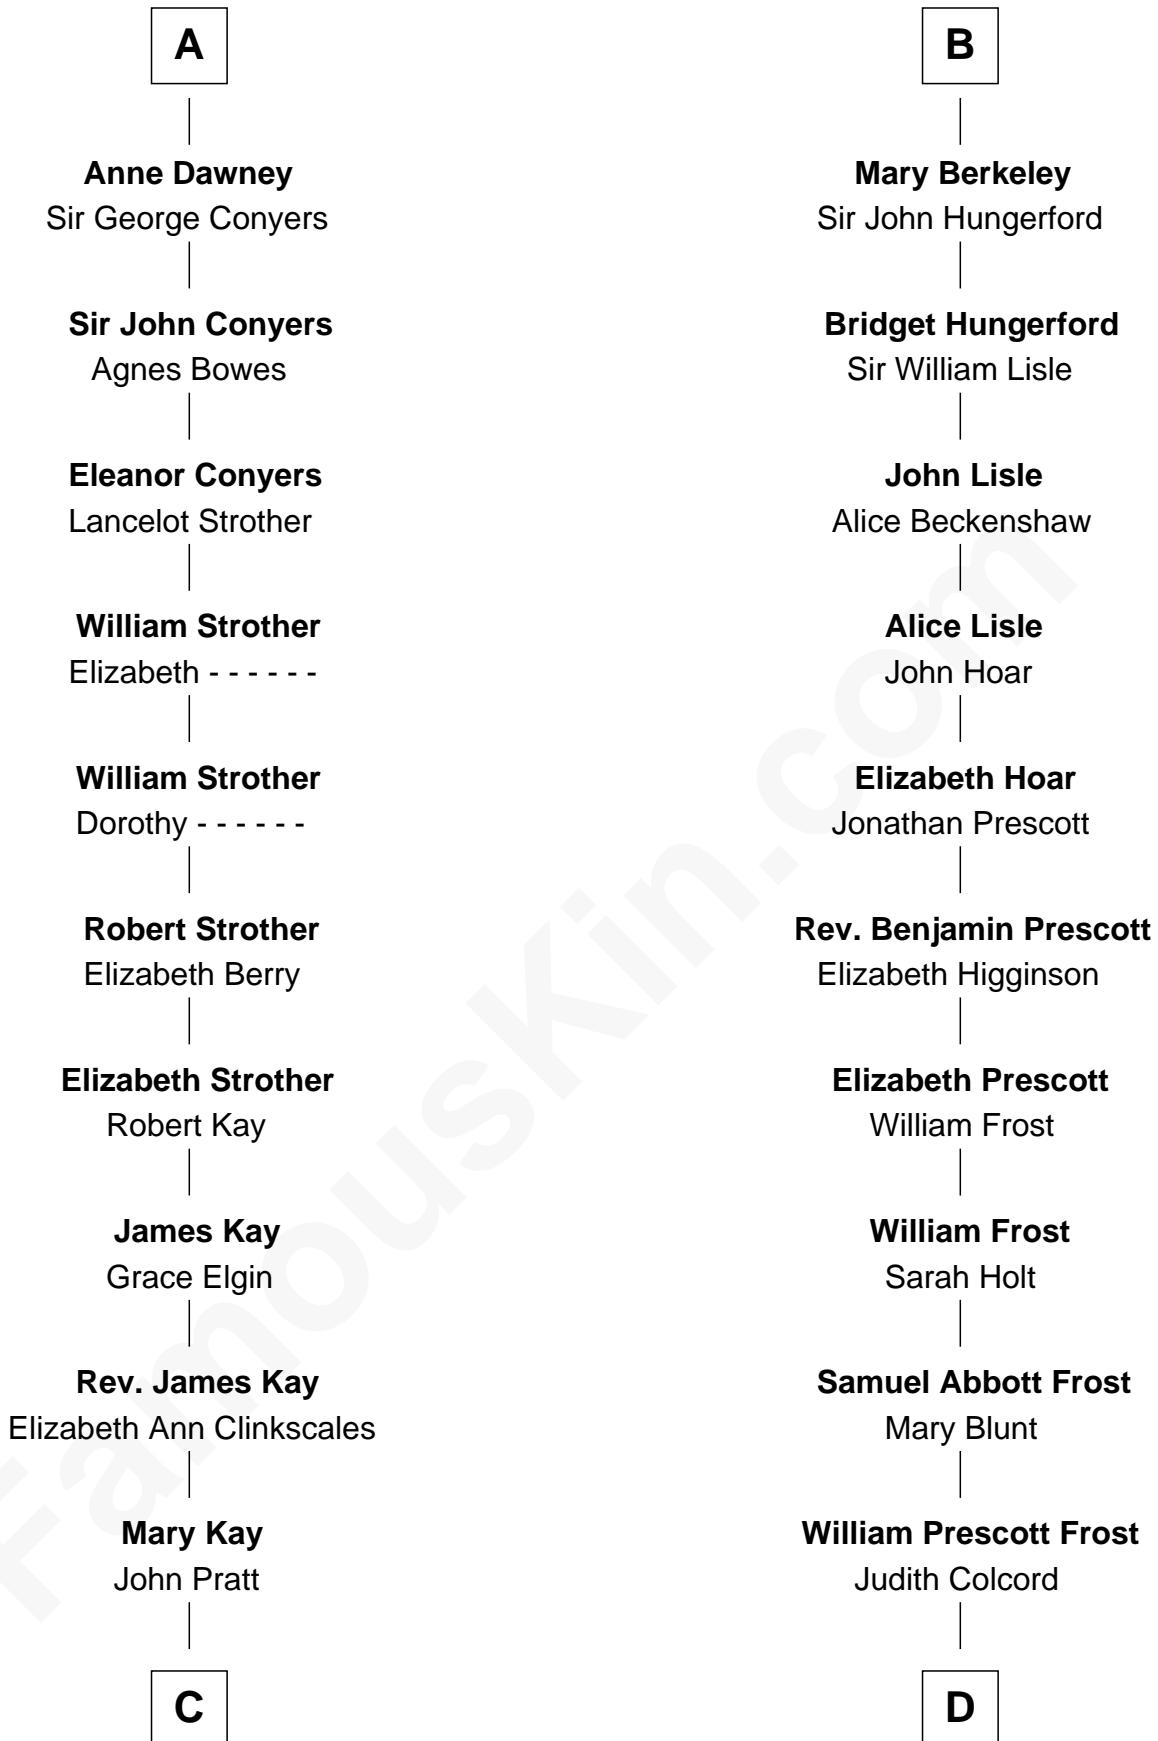 A
Anne Dawney
Sir George Conyers
Sir John Conyers
Agnes Bowes
Eleanor Conyers
Lancelot Strother
William Strother
Elizabeth - - - - - -
William Strother
Dorothy - - - - - -
Robert Strother
Elizabeth Berry
Elizabeth Strother
Robert Kay
James Kay
Grace Elgin
Rev. James Kay
Elizabeth Ann Clinkscales
Mary Kay
John Pratt
C
B
Mary Berkeley
Sir John Hungerford
Bridget Hungerford
Sir William Lisle
John Lisle
Alice Beckenshaw
Alice Lisle
John Hoar
Elizabeth Hoar
Jonathan Prescott
Rev. Benjamin Prescott
Elizabeth Higginson
Elizabeth Prescott
William Frost
William Frost
Sarah Holt
Samuel Abbott Frost
Mary Blunt
William Prescott Frost
Judith Colcord
D
FamousKin.com